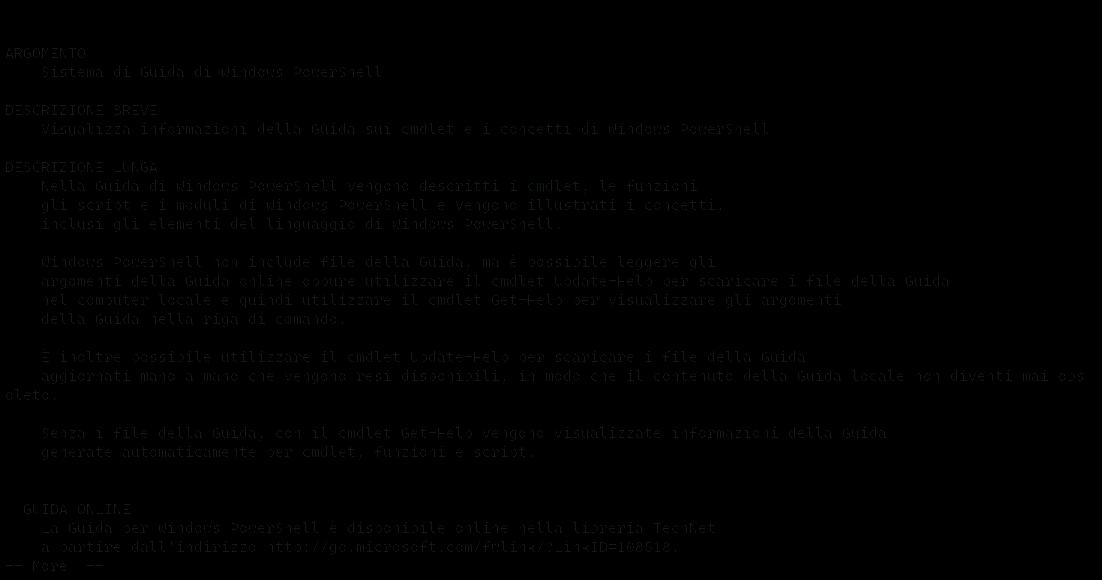 ARGOMENTO
Sistema di Guida di Windows PowerShell
DESCRIZIONE BREVE
Visualizza informazioni della Guida sui cmdlet e i concetti di Windows PowerShell
DESCRIZIONE LUNGA
Nella Guida di Windows PowerShell vengono descritti i cmdlet, le funzioni
gli script e i moduli di Windows PowerShell e vengono illustrati i concetti,
inclusi gli elementi del linguaggio di Windows PowerShell.
Windows PowerShell non include file della Guida, ma è possibile leggere gli
argomenti della Guida online oppure utilizzare il cmdlet Update-Help per scaricare i file della Guida
nel computer locale e quindi utilizzare il cmdlet Get-Help per visualizzare gli argomenti
della Guida nella riga di comando.
È inoltre possibile utilizzare il cmdlet Update-Help per scaricare i file della Guida
aggiornati mano a mano che vengono resi disponibili, in modo che il contenuto della Guida locale non diventi mai obs
oleto.
Senza i file della Guida, con il cmdlet Get-Help vengono visualizzate informazioni della Guida
generate automaticamente per cmdlet, funzioni e script.
GUIDA ONLINE
La Guida per Windows PowerShell è disponibile online nella libreria TechNet
a partire dall'indirizzo http://go.microsoft.com/fwlink/?LinkID=108518.
-- More  --